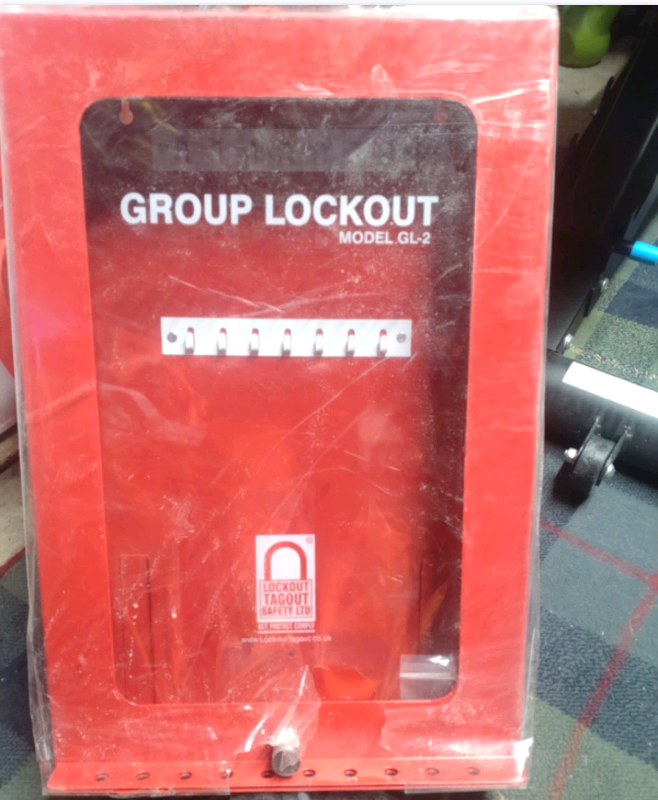 GROUP LOCKOUT
MODEL GL-2
LOCKOUT
TAGOUT
SAFETY LTD
www.Lockouttagout.co.uk